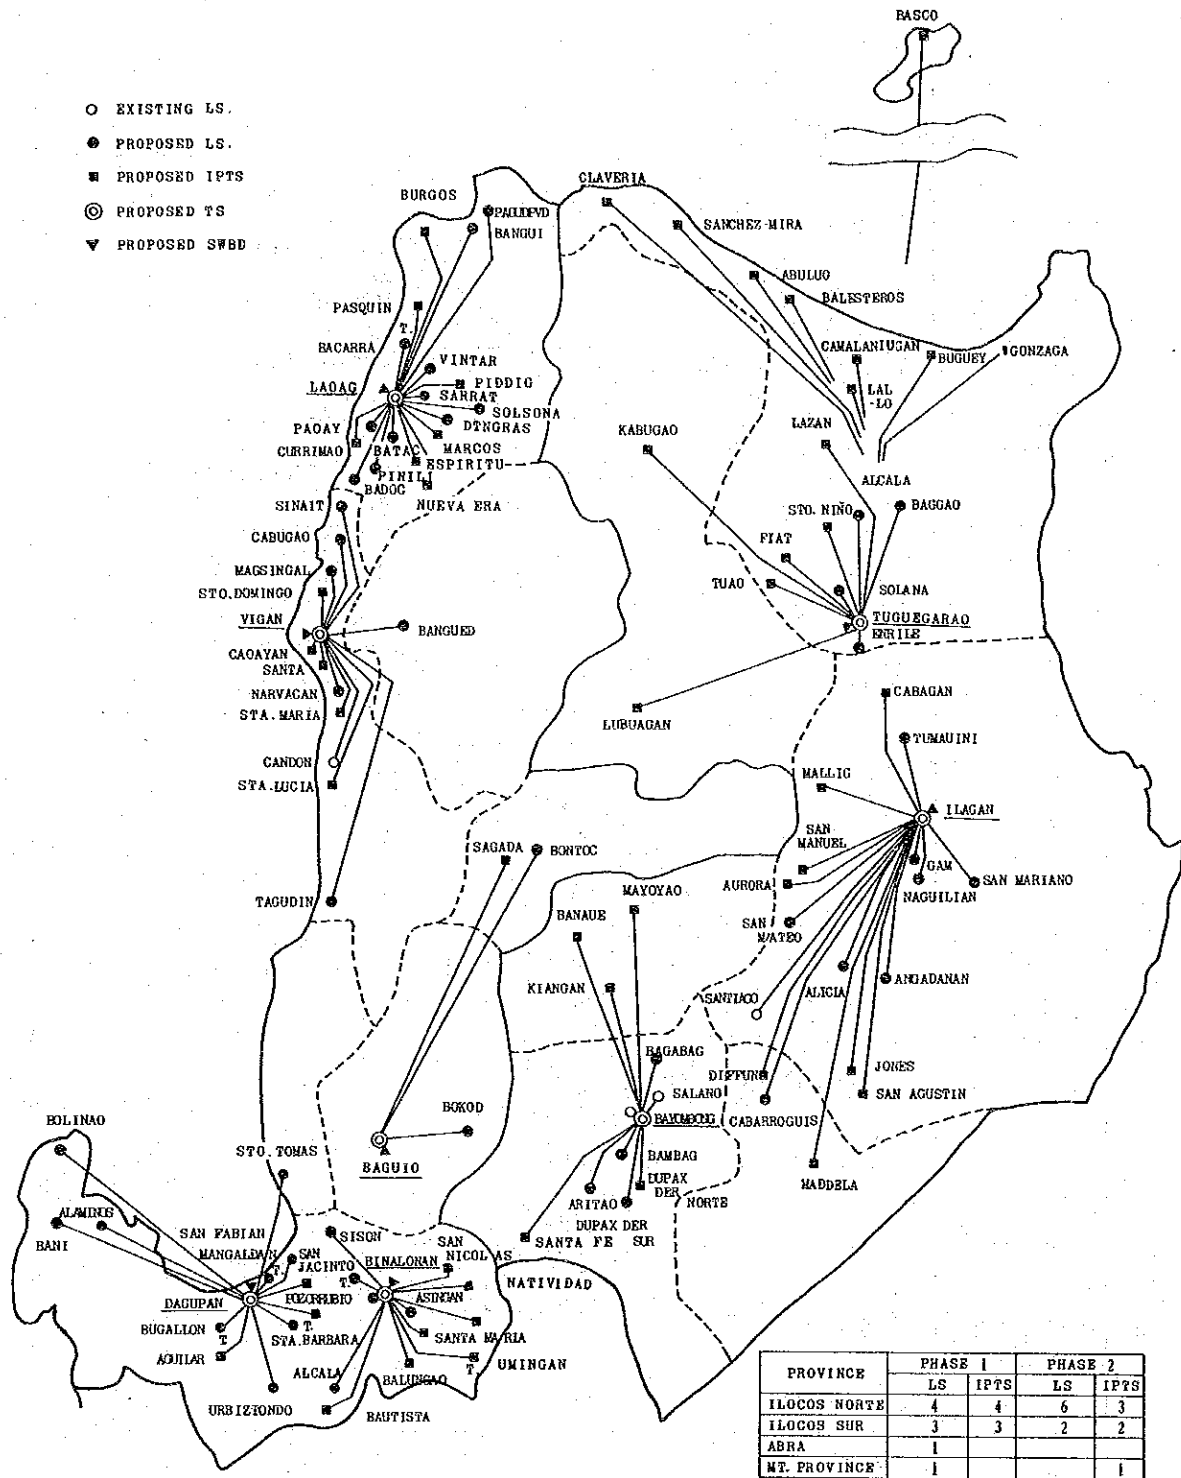 BASCO
EXISTING LS.
PROPOSED LS.
PROPOSED IPTS
PROPOSED TS
PROPOSED SWBD
CLAVERIA
BURGOS
PAGUDPVD
BANGUI
SANCHEZ-MIRA
ABULUO
BALESTEROS
PASQUIN
T.
BACARRA
CAMALANIUGAN
BUGUEY
GONZAGA
VINTAR
LAOAG
PIDDIG
SARRAT
LAL
-LO
SOLSONA
DTNGRAS
PAOAY
MARCOS
CURRIMAO
BATAC
ESPIRITU
LAZAN
KABUGAO
PINILI
BADOC
NUEVA ERA
ALCALA
SINAIT
STO. NIÑO
BAGGAO
CABUGAO
FIAT
MAGSINGAL
TUAO
SOLANA
STO.DOMINGO
VIGAN
BANGUED
TUGUEGARAO
ENRILE
CAOAYAN
SANTA
NARVACAN
CABAGAN
STA.MARIA
LUBUAGAN
TUMAUINI
CANDON
MALLIG
STA.LUCIA
ILAGAN
SAN
MANUEL
SAGADA
BONTOC
GAM
AURORA
SAN MARIANO
NAGUILIAN
TAGUDIN
MAYOYAO
BANAUE
SAN
MATEO
KIANGAN
SANTIAGO
ALICIA
ANGADANAN
BAGABAG
DIFFUN
JONES
SALANO
SAN AGUSTIN
BOKOD
BAYOMBONG
CABARROGUIS
BOLINAO
STO. TOMAS
BAGUIO
BAMBAG
DUPAX
DER
NORTE
MADDELA
ARITAO
DUPAX DER
SUR
SANTA FE
ALAMINOS
BANI
SAN FABIAN
SISON
MANGALDAN
SAN
JACINTO
BINALONAN
SAN
NICOLAS
T.
T.
NATIVIDAD
DAGUPAN
POZORRUBIO
ASINGAN
BUGALLON
T
T.
STA.BARBARA
SANTA MARIA
AGUILAR
ALCALA
T
UMINGAN
BALUNGAO
URBIZTONDO
BAUTISTA
PROVINCE PHASE 1 PHASE 2
LS IPTS LS IPTS
ILOCOS NORTE 4 4 6 3
ILOCOS SUR 3 3 2 2
ABRA 1
MT. PROVINCE 1 1